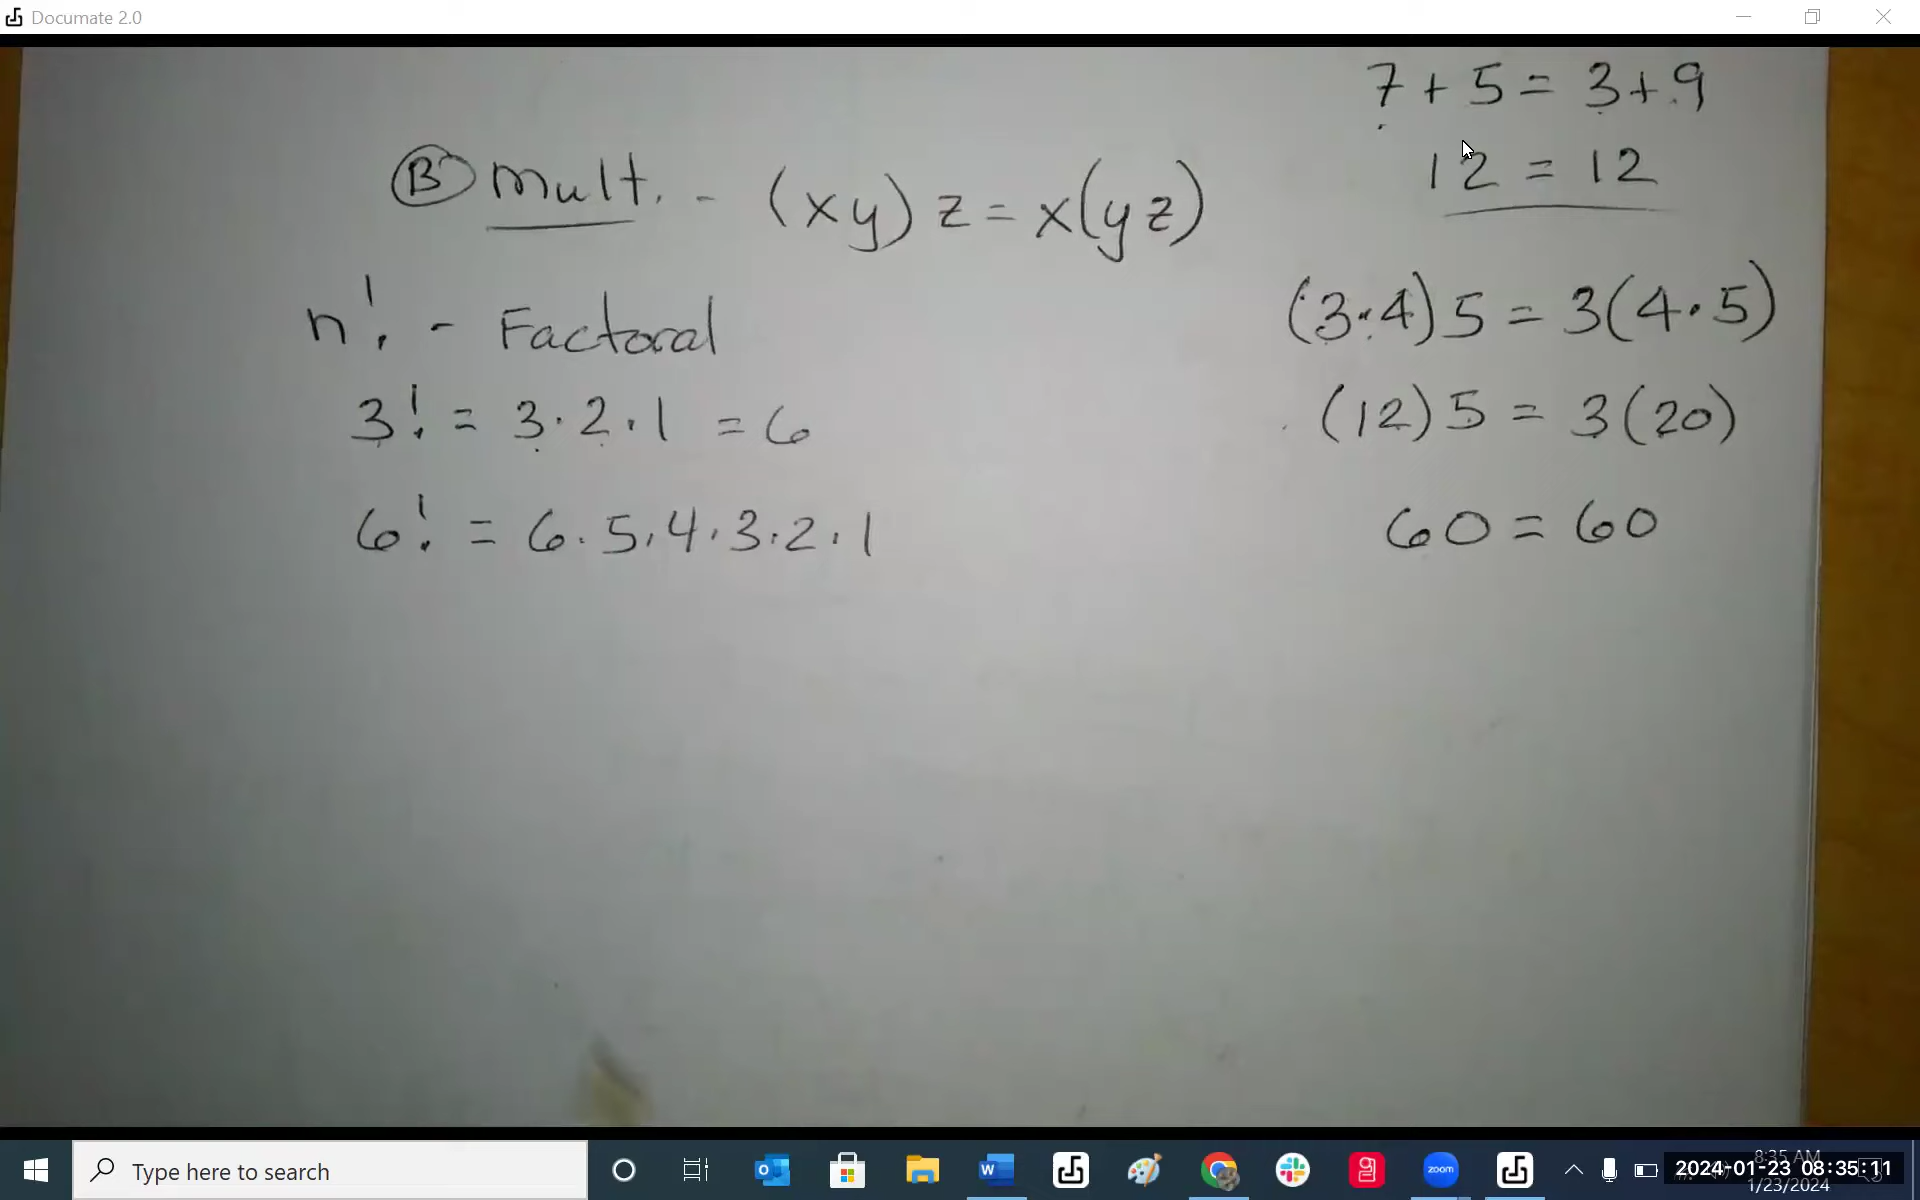 Documate 2.0
7 + 5 = 3 + 9
12 = 12
(B) Mult. - (xy) z = x(yz)
n! - Factoral
(3·4) 5 = 3(4·5)
3! = 3·2·1 = 6
(12) 5 = 3(20)
6! = 6·5·4·3·2·1
60 = 60
Type here to search
zoom
2024-01-23 08:35:11
8:35 AM
1/23/2024